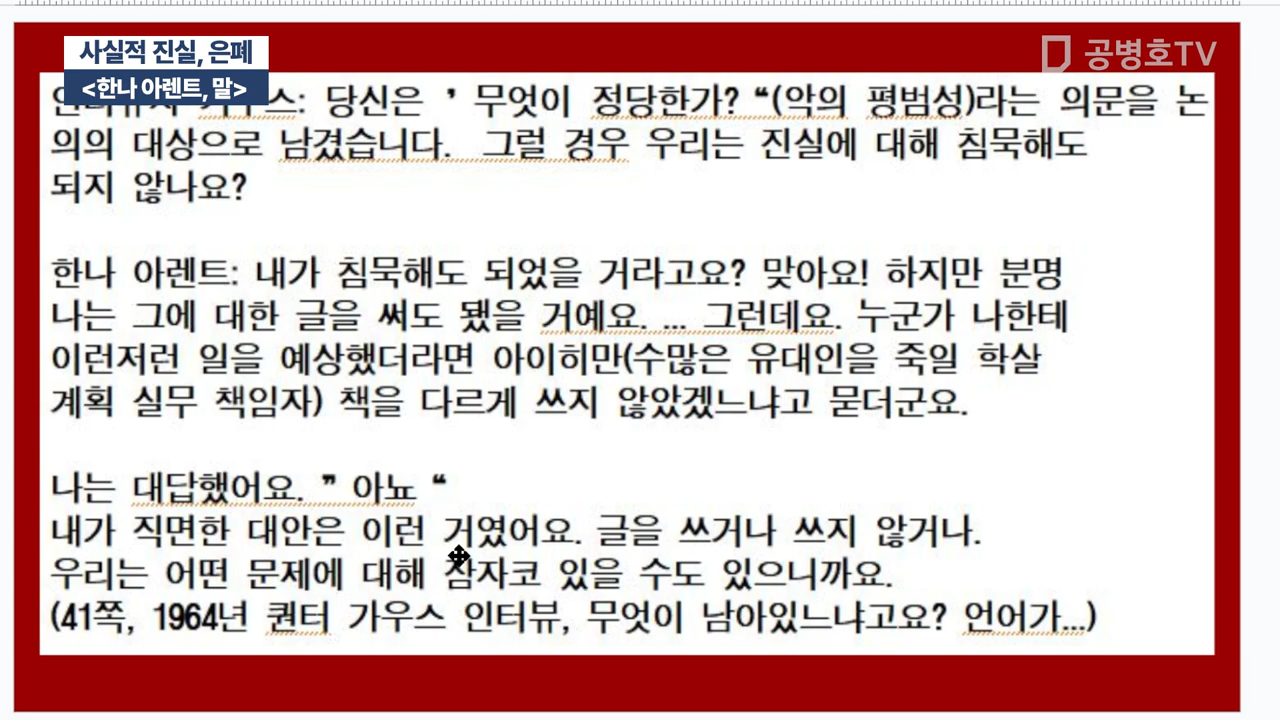 사실적 진실, 은폐
<한나 아렌트, 말>
공병호TV
스: 당신은 ❜ 무엇이 정당한가? ❝(악의 평범성)라는 의문을 논
의의 대상으로 남겼습니다. 그럴 경우 우리는 진실에 대해 침묵해도
되지 않나요?
한나 아렌트: 내가 침묵해도 되었을 거라고요? 맞아요! 하지만 분명
나는 그에 대한 글을 써도 됐을 거예요. ... 그런데요. 누군가 나한테
이런저런 일을 예상했더라면 아이히만(수많은 유대인을 죽일 학살
계획 실무 책임자) 책을 다르게 쓰지 않았겠느냐고 묻더군요.
나는 대답했어요. ❞ 아뇨 ❝
내가 직면한 대안은 이런 거였어요. 글을 쓰거나 쓰지 않거나.
우리는 어떤 문제에 대해 잠자코 있을 수도 있으니까요.
(41쪽, 1964년 퀀터 가우스 인터뷰, 무엇이 남아있느냐고요? 언어가...)